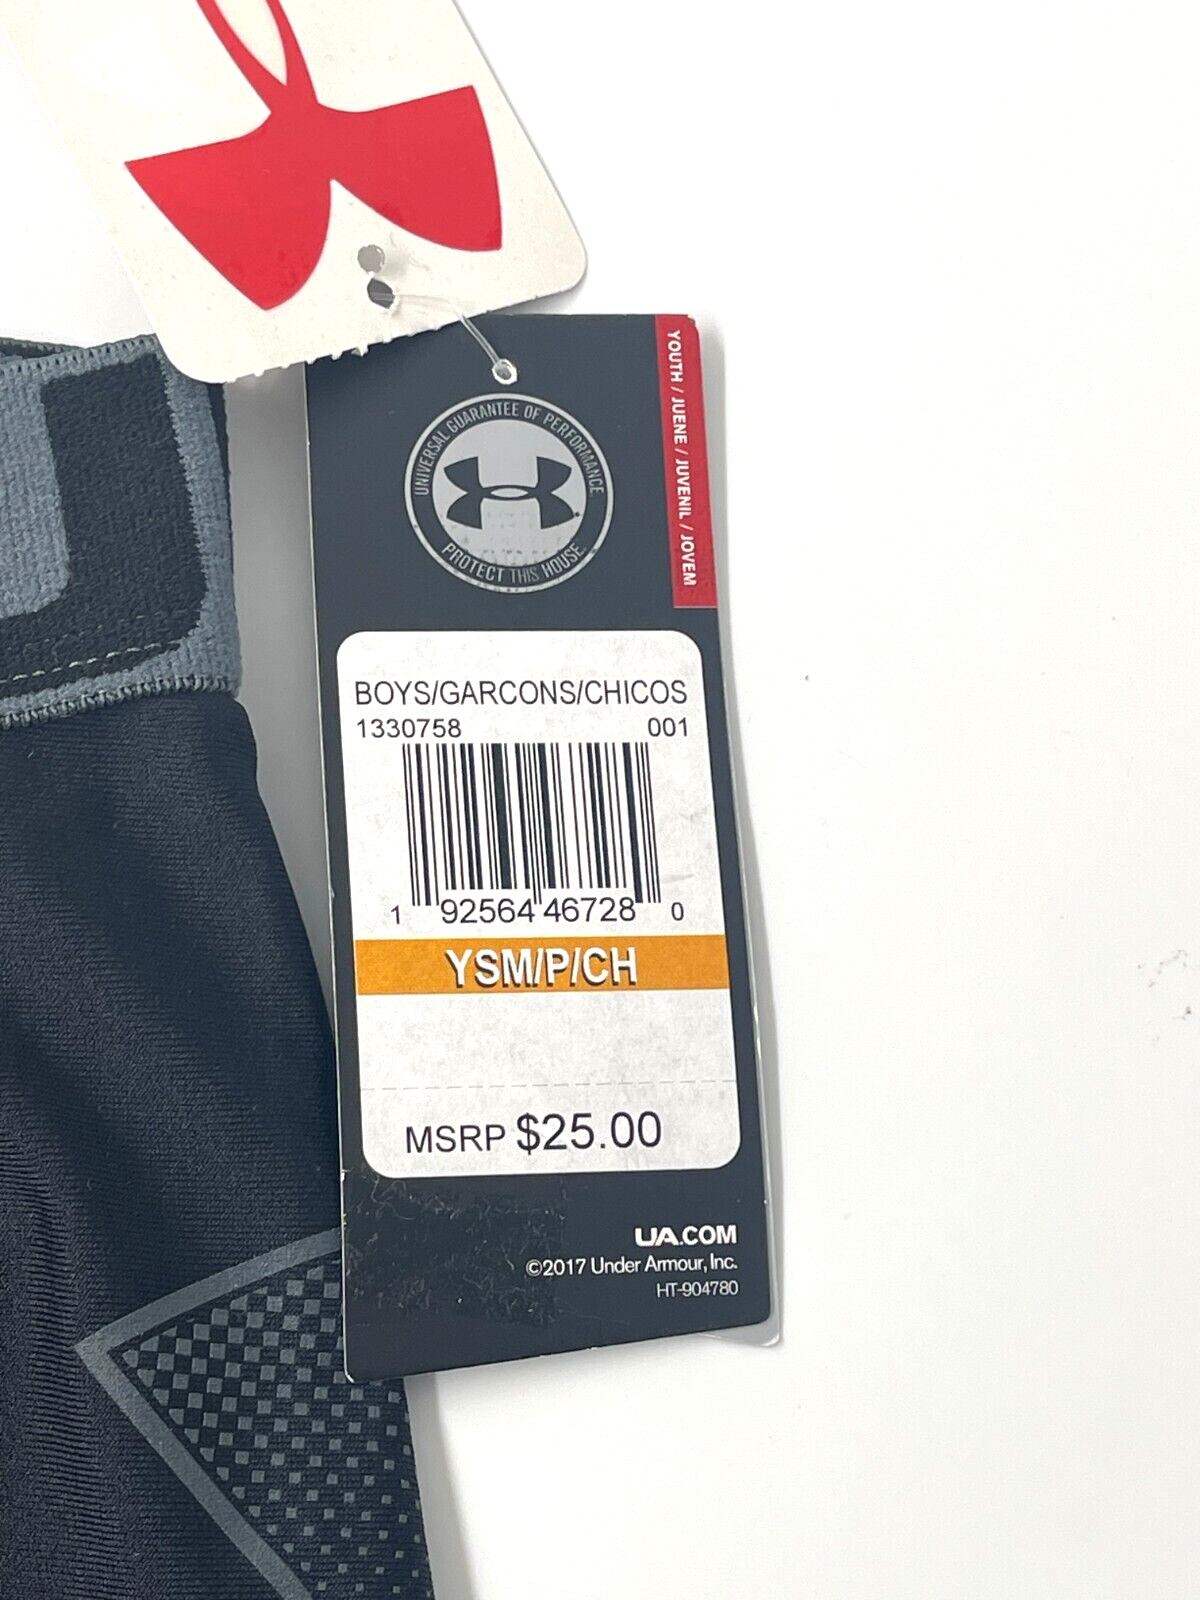 YOUTH / JUENE / JUVENIL / JOVEM
UNIVERSAL GUARANTEE OF PERFORMANCE
PROTECT THIS HOUSE
BOYS/GARCONS/CHICOS
1330758 001
1 92564 46728 0
YSM/P/CH
MSRP $25.00
UA.COM
©2017 Under Armour, Inc.
HT-904780